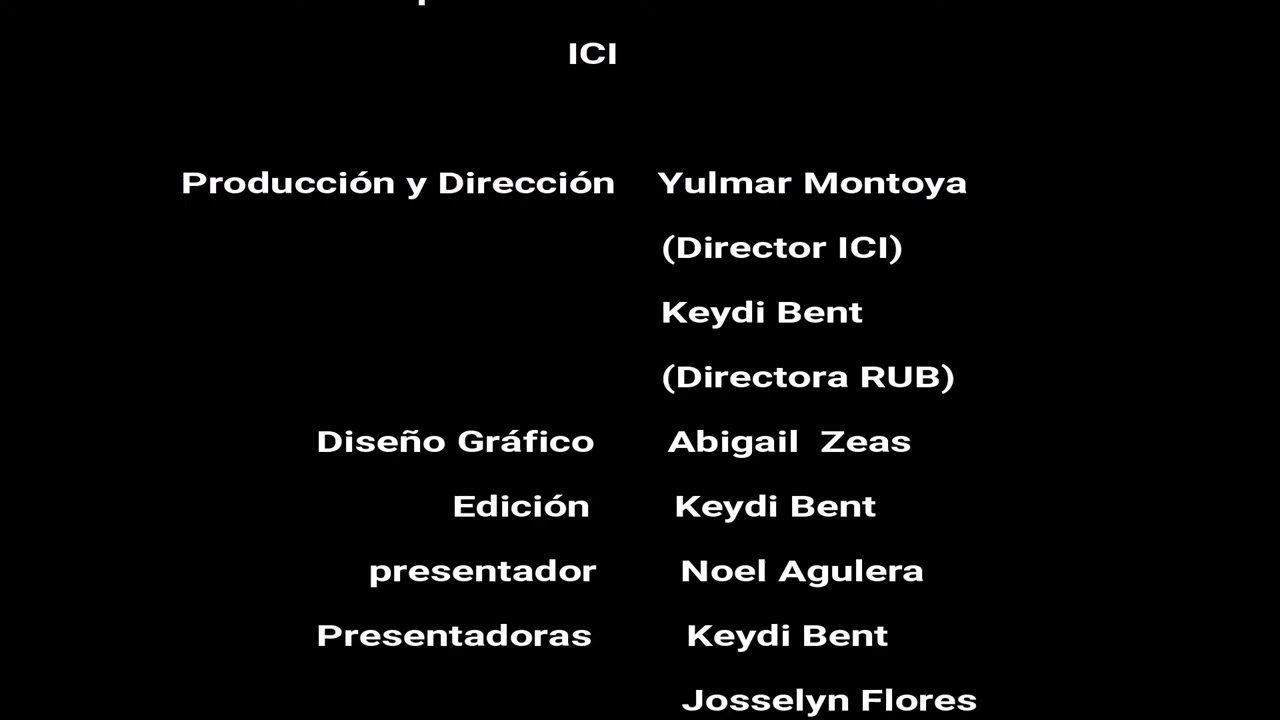 ICI
Producción y Dirección Yulmar Montoya
(Director ICI)
Keydi Bent
(Directora RUB)
Diseño Gráfico Abigail Zeas
Edición Keydi Bent
presentador Noel Agulera
Presentadoras Keydi Bent
Josselyn Flores